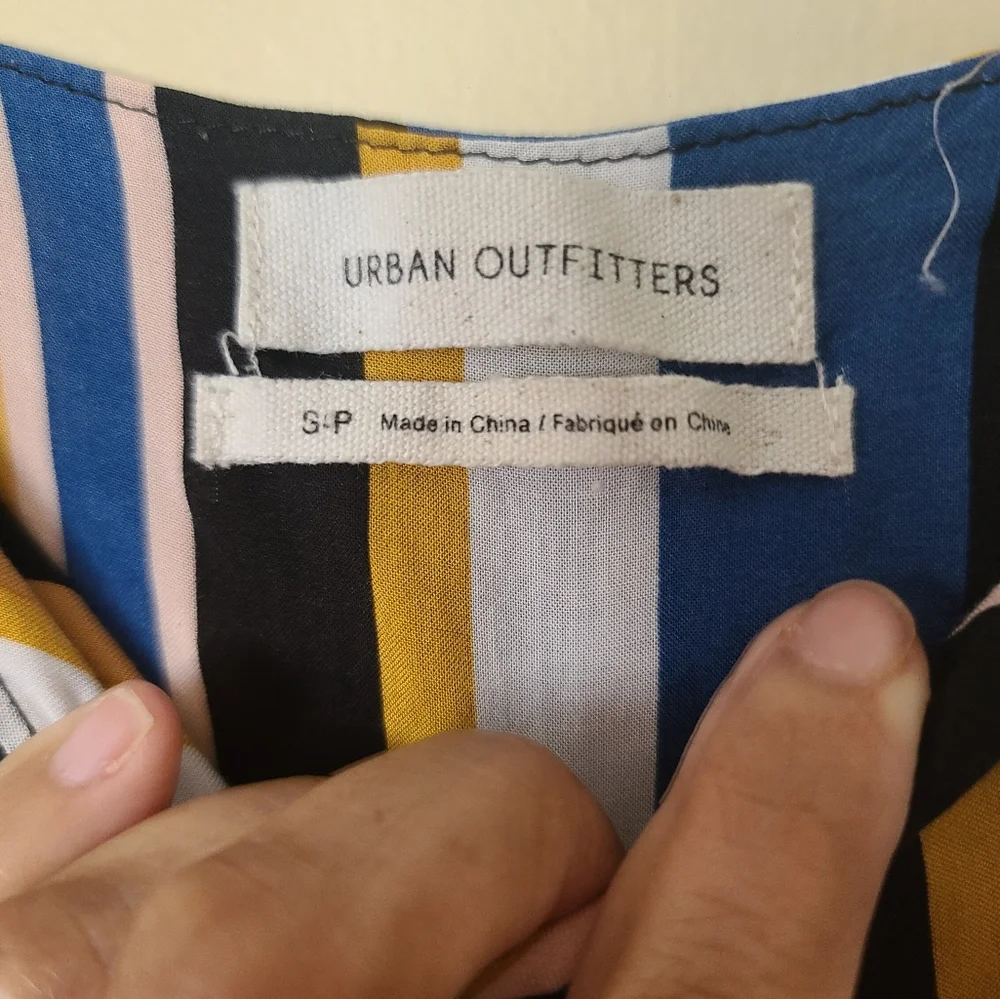 URBAN OUTFITTERS
S-P Made in China / Fabriqué en Chine